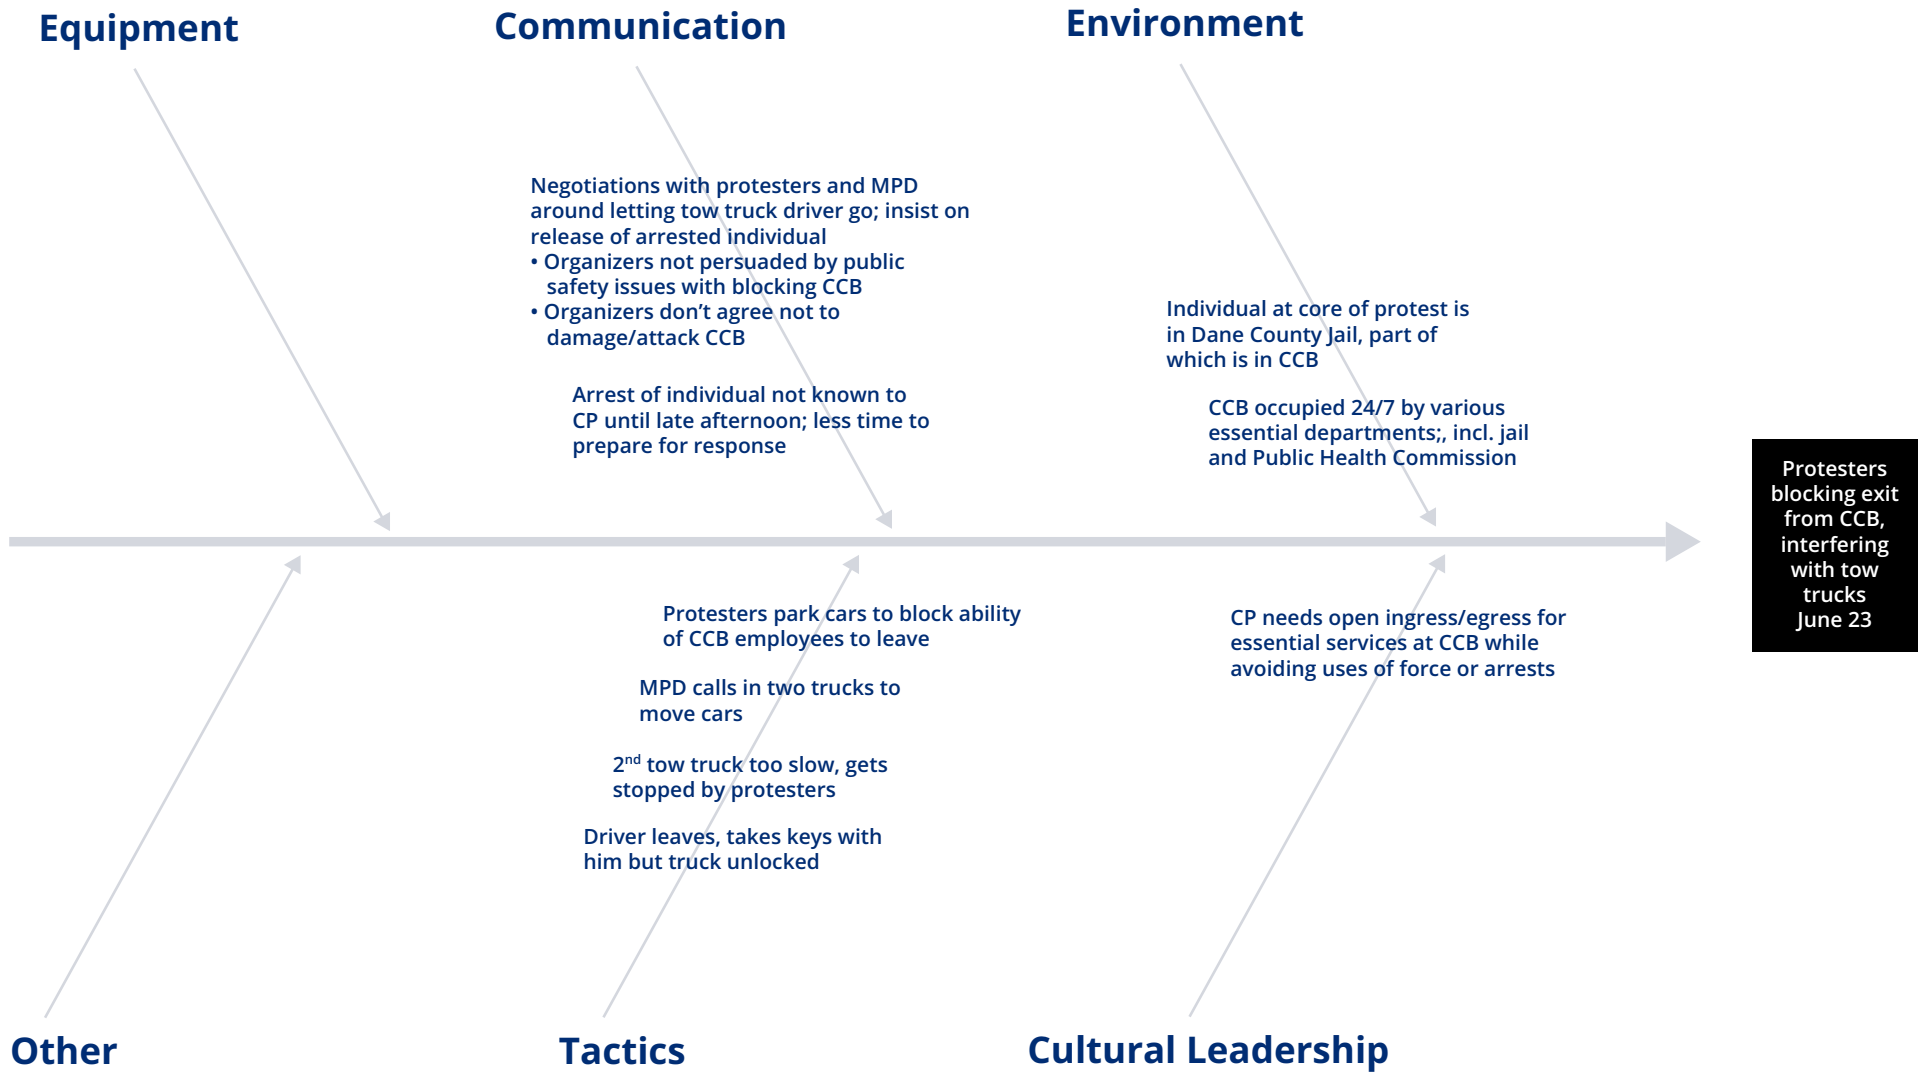 Equipment
Communication
Environment
Negotiations with protesters and MPD
around letting tow truck driver go; insist on
release of arrested individual
• Organizers not persuaded by public
safety issues with blocking CCB
• Organizers don’t agree not to
damage/attack CCB
Arrest of individual not known to
CP until late afternoon; less time to
prepare for response
Individual at core of protest is
in Dane County Jail, part of
which is in CCB
CCB occupied 24/7 by various
essential departments;, incl. jail
and Public Health Commission
Protesters
blocking exit
from CCB,
interfering
with tow
trucks
June 23
Protesters park cars to block ability
of CCB employees to leave
MPD calls in two trucks to
move cars
2nd tow truck too slow, gets
stopped by protesters
Driver leaves, takes keys with
him but truck unlocked
CP needs open ingress/egress for
essential services at CCB while
avoiding uses of force or arrests
Other
Tactics
Cultural Leadership